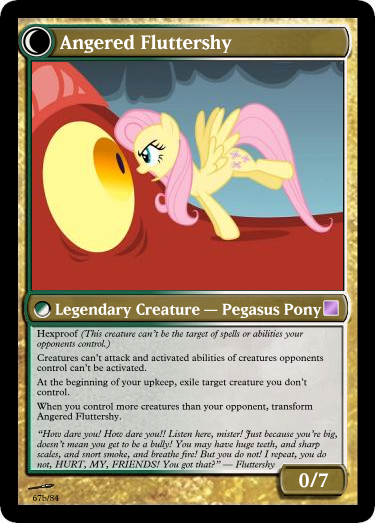 Angered Fluttershy
Legendary Creature — Pegasus Pony
Hexproof (This creature can't be the target of spells or abilities your
opponents control.)
Creatures can't attack and activated abilities of creatures opponents
control can't be activated.
At the beginning of your upkeep, exile target creature you don't
control.
When you control more creatures than your opponent, transform
Angered Fluttershy.
“How dare you! How dare you!! Listen here, mister! Just because you're big,
doesn't mean you get to be a bully! You may have huge teeth, and sharp
scales, and snort smoke, and breathe fire! But you do not! I repeat, you do
not, HURT, MY, FRIENDS! You got that?” — Fluttershy
0/7
67b/84